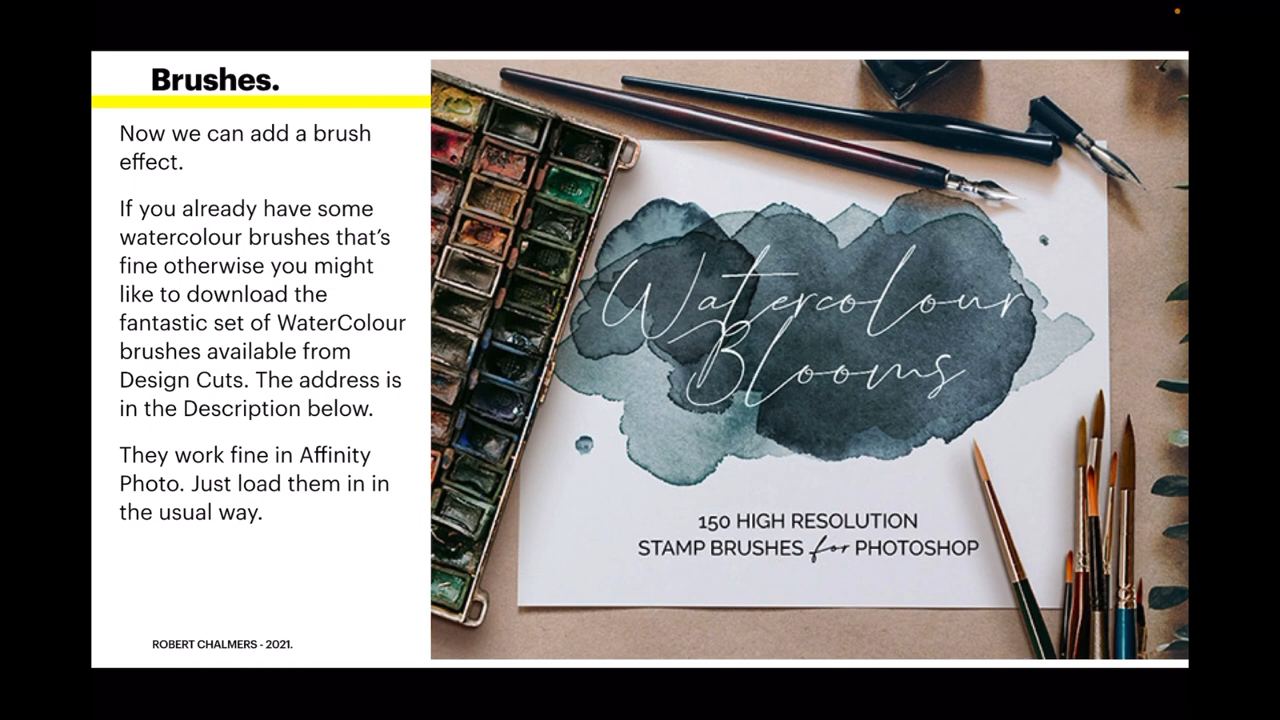 Brushes.
Now we can add a brush
effect.
If you already have some
watercolour brushes that’s
fine otherwise you might
like to download the
fantastic set of WaterColour
brushes available from
Design Cuts. The address is
in the Description below.
They work fine in Affinity
Photo. Just load them in in
the usual way.
ROBERT CHALMERS - 2021.
Watercolour
Blooms
150 HIGH RESOLUTION
STAMP BRUSHES for PHOTOSHOP